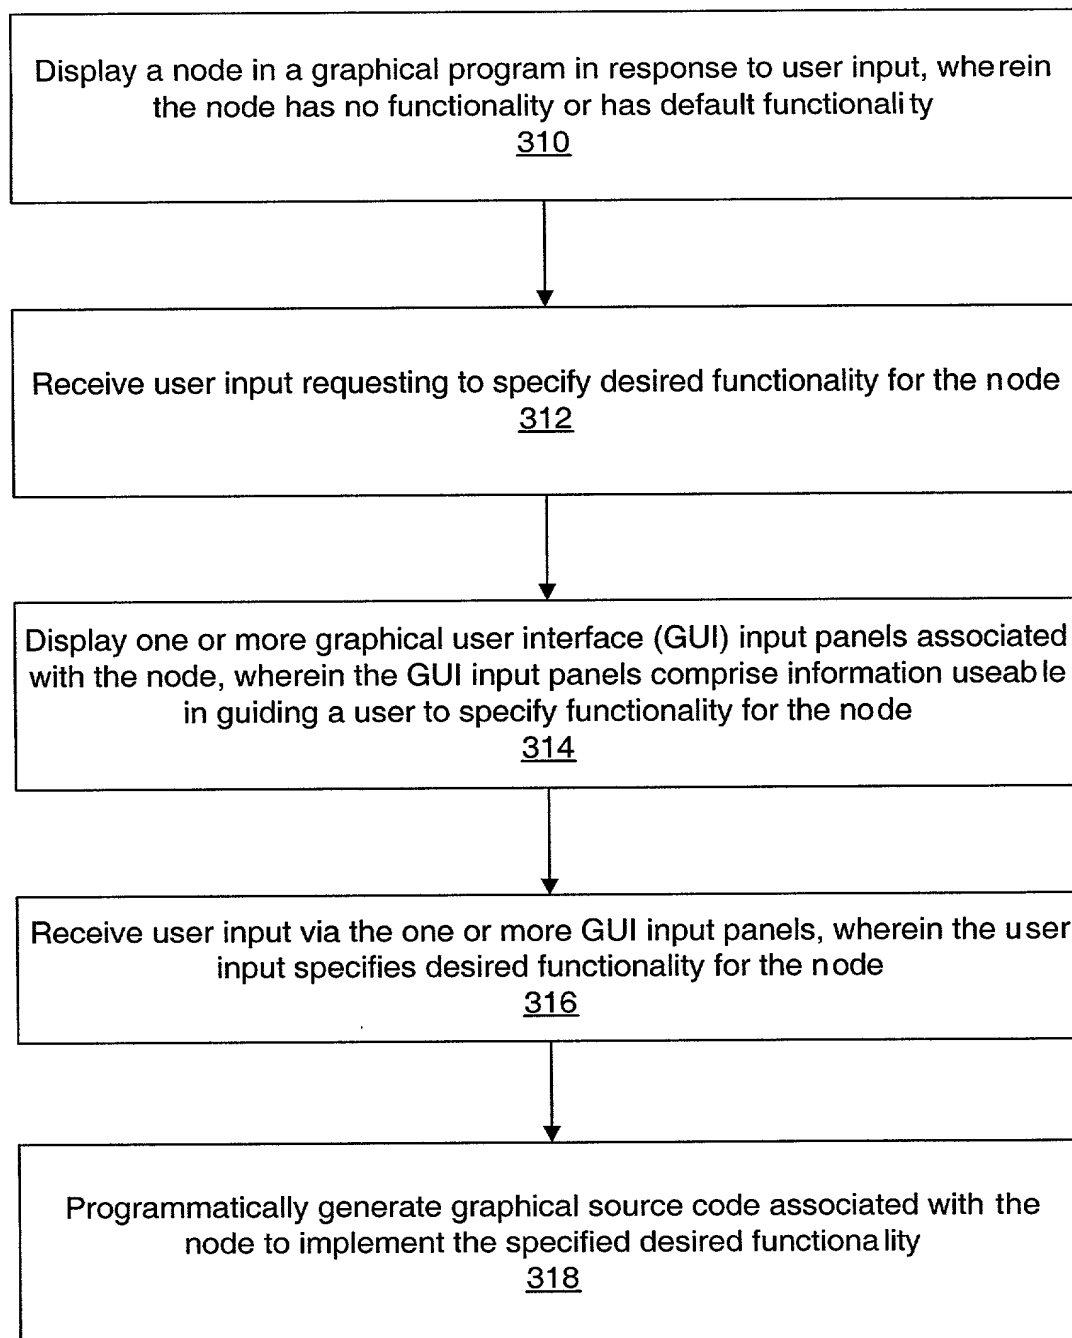 Display a node in a graphical program in response to user input, wherein
the node has no functionality or has default functionality
310
Receive user input requesting to specify desired functionality for the node
312
Display one or more graphical user interface (GUI) input panels associated
with the node, wherein the GUI input panels comprise information useable
in guiding a user to specify functionality for the node
314
Receive user input via the one or more GUI input panels, wherein the user
input specifies desired functionality for the node
316
Programmatically generate graphical source code associated with the
node to implement the specified desired functionality
318